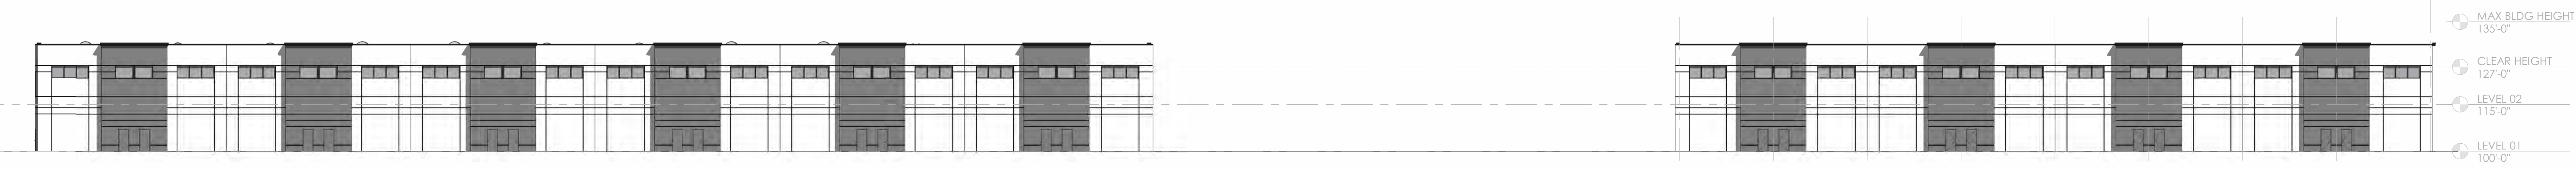 MAX BLDG HEIGHT
135'-0"
CLEAR HEIGHT
127'-0"
LEVEL 02
115'-0"
LEVEL 01
100'-0"